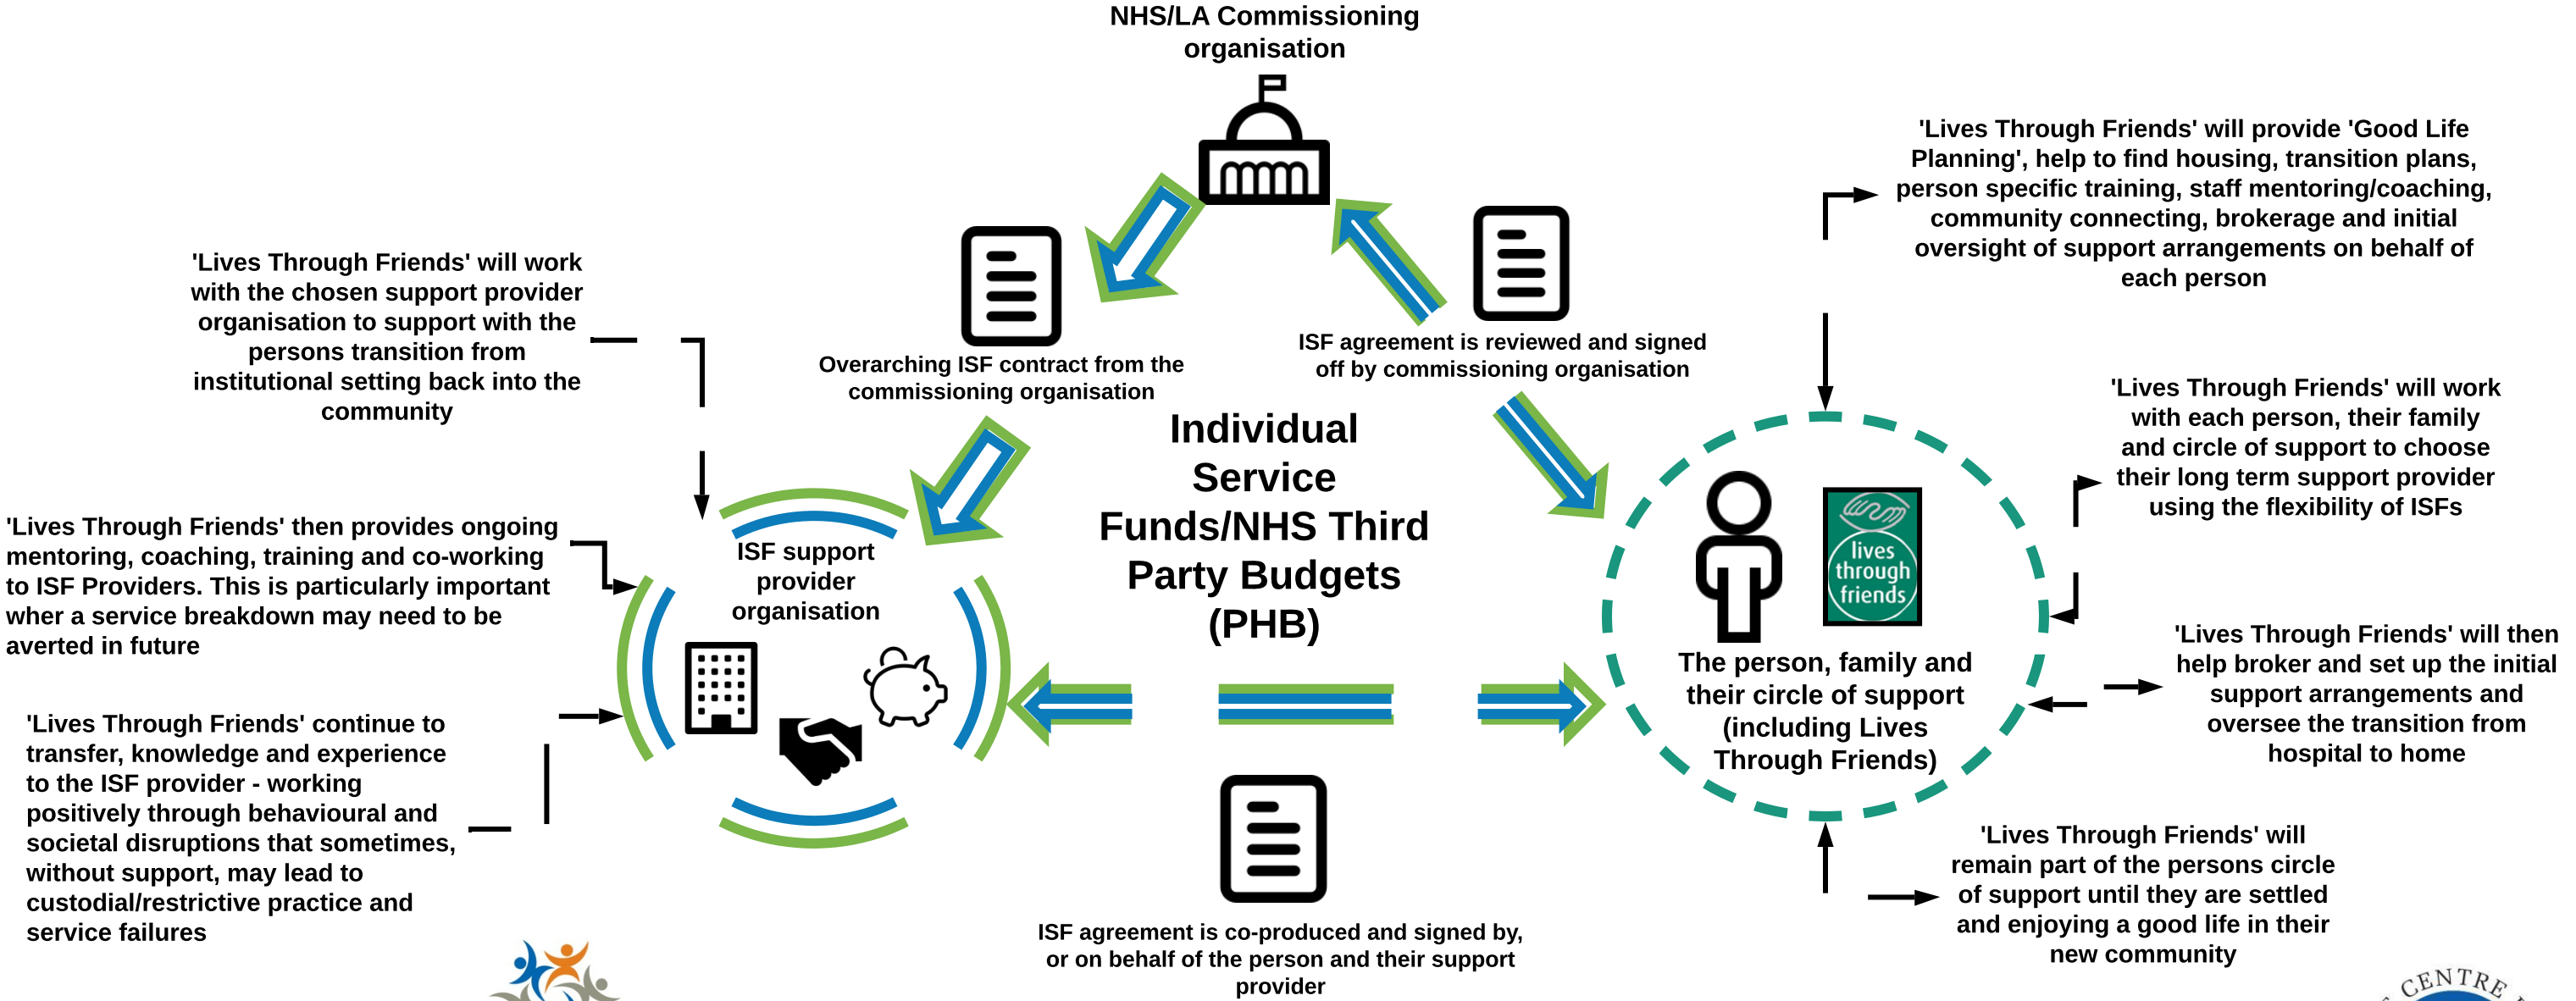 NHS/LA Commissioning
organisation
'Lives Through Friends' will provide 'Good Life
Planning', help to find housing, transition plans,
person specific training, staff mentoring/coaching,
community connecting, brokerage and initial
oversight of support arrangements on behalf of
each person
'Lives Through Friends' will work
with the chosen support provider
organisation to support with the
persons transition from
institutional setting back into the
community
Overarching ISF contract from the
commissioning organisation
ISF agreement is reviewed and signed
off by commissioning organisation
Individual
Service
Funds/NHS Third
Party Budgets
(PHB)
'Lives Through Friends' will work
with each person, their family
and circle of support to choose
their long term support provider
using the flexibility of ISFs
'Lives Through Friends' then provides ongoing
mentoring, coaching, training and co-working
to ISF Providers. This is particularly important
wher a service breakdown may need to be
averted in future
ISF support
provider
organisation
lives
through
friends
The person, family and
their circle of support
(including Lives
Through Friends)
'Lives Through Friends' will then
help broker and set up the initial
support arrangements and
oversee the transition from
hospital to home
'Lives Through Friends' continue to
transfer, knowledge and experience
to the ISF provider - working
positively through behavioural and
societal disruptions that sometimes,
without support, may lead to
custodial/restrictive practice and
service failures
'Lives Through Friends' will
remain part of the persons circle
of support until they are settled
and enjoying a good life in their
new community
ISF agreement is co-produced and signed by,
or on behalf of the person and their support
provider
CENTRE